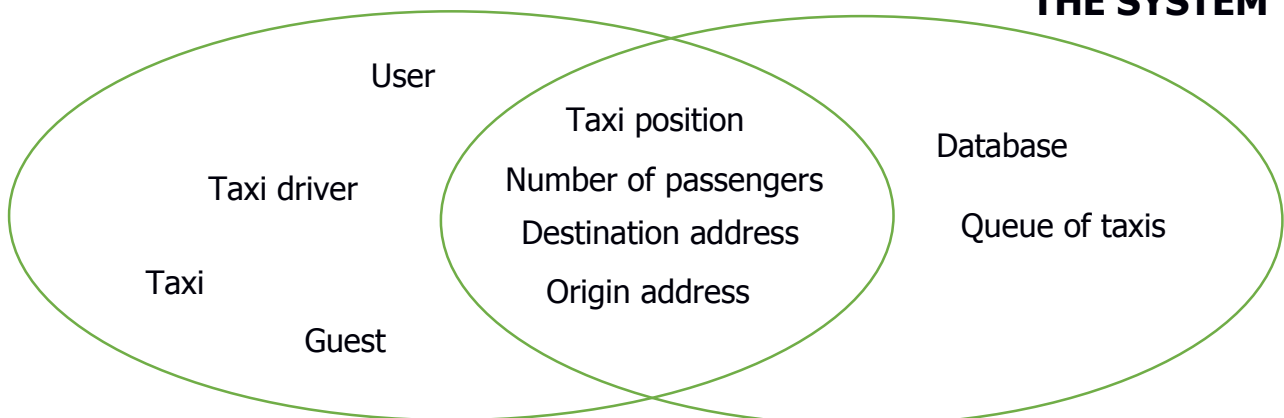 THE SYSTEM
User
Taxi position
Database
Number of passengers
Taxi driver
Queue of taxis
Destination address
Taxi
Origin address
Guest